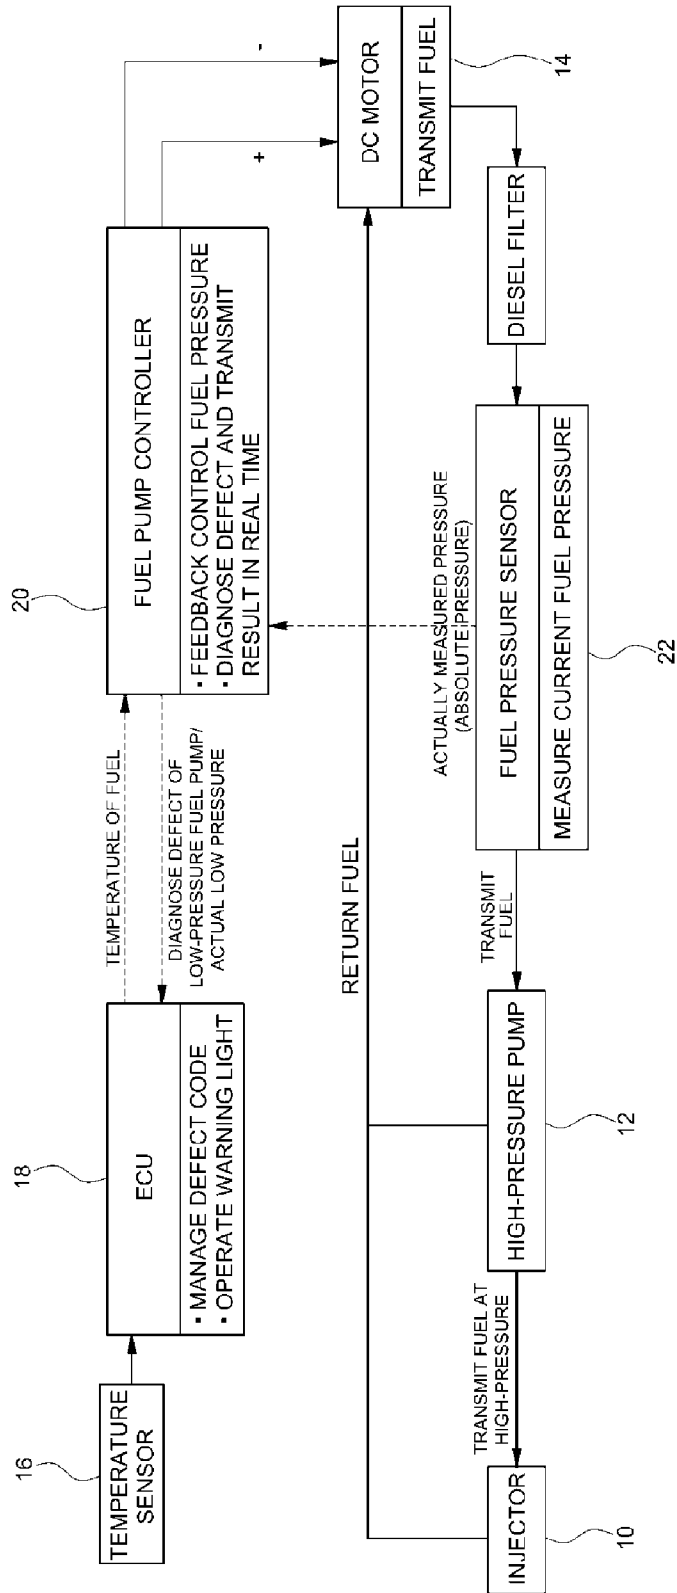 16
TEMPERATURE
SENSOR
18
ECU
• MANAGE DEFECT CODE
• OPERATE WARNING LIGHT
TEMPERATURE OF FUEL
DIAGNOSE DEFECT OF
LOW-PRESSURE FUEL PUMP/
ACTUAL LOW PRESSURE
20
FUEL PUMP CONTROLLER
• FEEDBACK CONTROL FUEL PRESSURE
• DIAGNOSE DEFECT AND TRANSMIT
RESULT IN REAL TIME
-
+
DC MOTOR
TRANSMIT FUEL
14
RETURN FUEL
ACTUALLY MEASURED PRESSURE
(ABSOLUTE PRESSURE)
INJECTOR
10
TRANSMIT FUEL AT
HIGH-PRESSURE
HIGH-PRESSURE PUMP
12
TRANSMIT
FUEL
FUEL PRESSURE SENSOR
MEASURE CURRENT FUEL PRESSURE
22
DIESEL FILTER